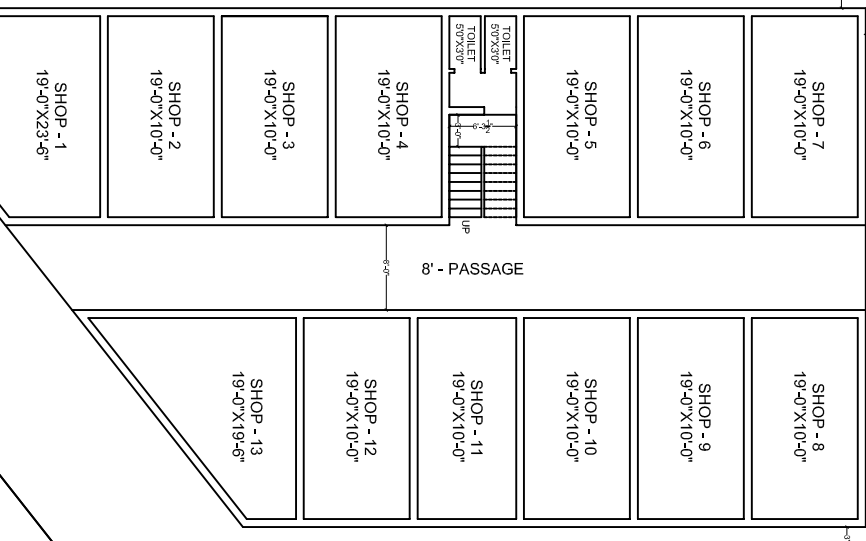 TOILET
5'0"X3'0"
TOILET
5'0"X3'0"
SHOP - 1
19'-0"X23'-6"
SHOP - 2
19'-0"X10'-0"
SHOP - 3
19'-0"X10'-0"
SHOP - 4
19'-0"X10'-0"
SHOP - 5
19'-0"X10'-0"
SHOP - 6
19'-0"X10'-0"
SHOP - 7
19'-0"X10'-0"
UP
8' - PASSAGE
SHOP - 13
19'-0"X19'-6"
SHOP - 12
19'-0"X10'-0"
SHOP - 11
19'-0"X10'-0"
SHOP - 10
19'-0"X10'-0"
SHOP - 9
19'-0"X10'-0"
SHOP - 8
19'-0"X10'-0"